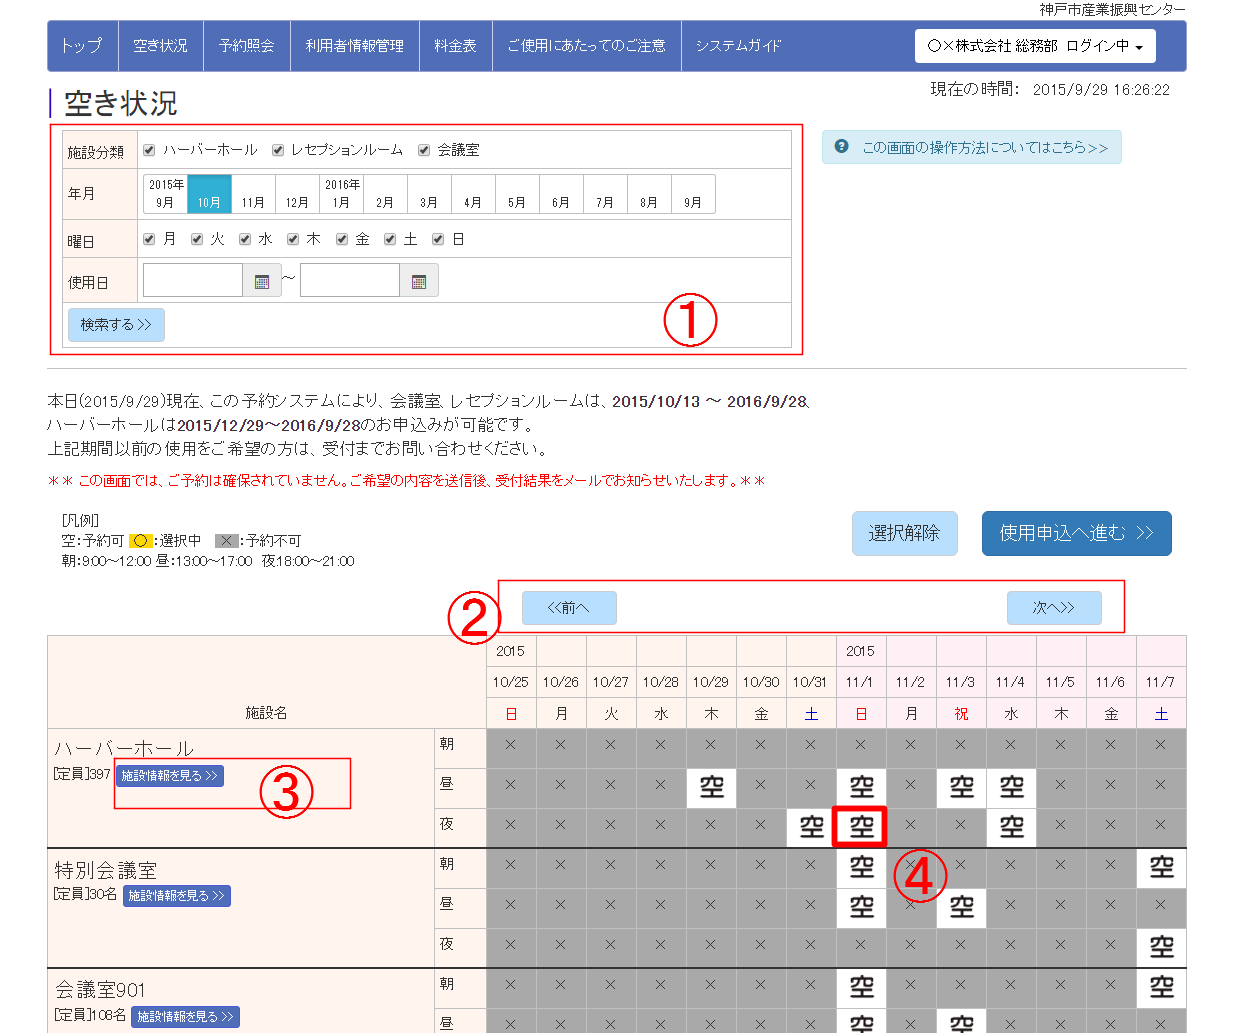 神戸市産業振興センター
トップ 空き状況 予約照会 利用者情報管理 料金表 ご使用にあたってのご注意 システムガイド 〇×株式会社 総務部 ログイン中
現在の時間: 2015/9/29 16:26:22
空き状況
施設分類 ハーバーホール レセプションルーム 会議室
この画面の操作方法についてはこちら>>
2015年 2016年
年月 9月 10月 11月 12月 1月 2月 3月 4月 5月 6月 7月 8月 9月
曜日 月 火 水 木 金 土 日
使用日 ～
検索する >>
①
本日(2015/9/29)現在、この予約システムにより、会議室、レセプションルームは、2015/10/13 ～ 2016/9/28、
ハーバーホールは2015/12/29～2016/9/28のお申込みが可能です。
上記期間以前の使用をご希望の方は、受付までお問い合わせください。
＊＊ この画面では、ご予約は確保されていません。ご希望の内容を送信後、受付結果をメールでお知らせいたします。＊＊
[凡例]
空:予約可 〇:選択中 ×:予約不可
朝:9:00～12:00 昼:13:00～17:00 夜:18:00～21:00
選択解除 使用申込へ進む >>
② <<前へ 次へ>>
2015 2015
10/25 10/26 10/27 10/28 10/29 10/30 10/31 11/1 11/2 11/3 11/4 11/5 11/6 11/7
施設名 日 月 火 水 木 金 土 日 月 祝 水 木 金 土
ハーバーホール
[定員]397 施設情報を見る >>
③
朝 × × × × × × × × × × × × × ×
昼 × × × × 空 × × 空 × 空 空 × × ×
夜 × × × × × × 空 空 × × 空 × × ×
④
特別会議室
[定員]30名 施設情報を見る >>
朝 × × × × × × × 空 × × × × × 空
昼 × × × × × × × 空 × 空 × × × ×
夜 × × × × × × × × × × × × × 空
会議室901
[定員]108名 施設情報を見る >>
朝 × × × × × × × 空 × × × × × 空
昼 × × × × × × × 空 × 空 × × × ×